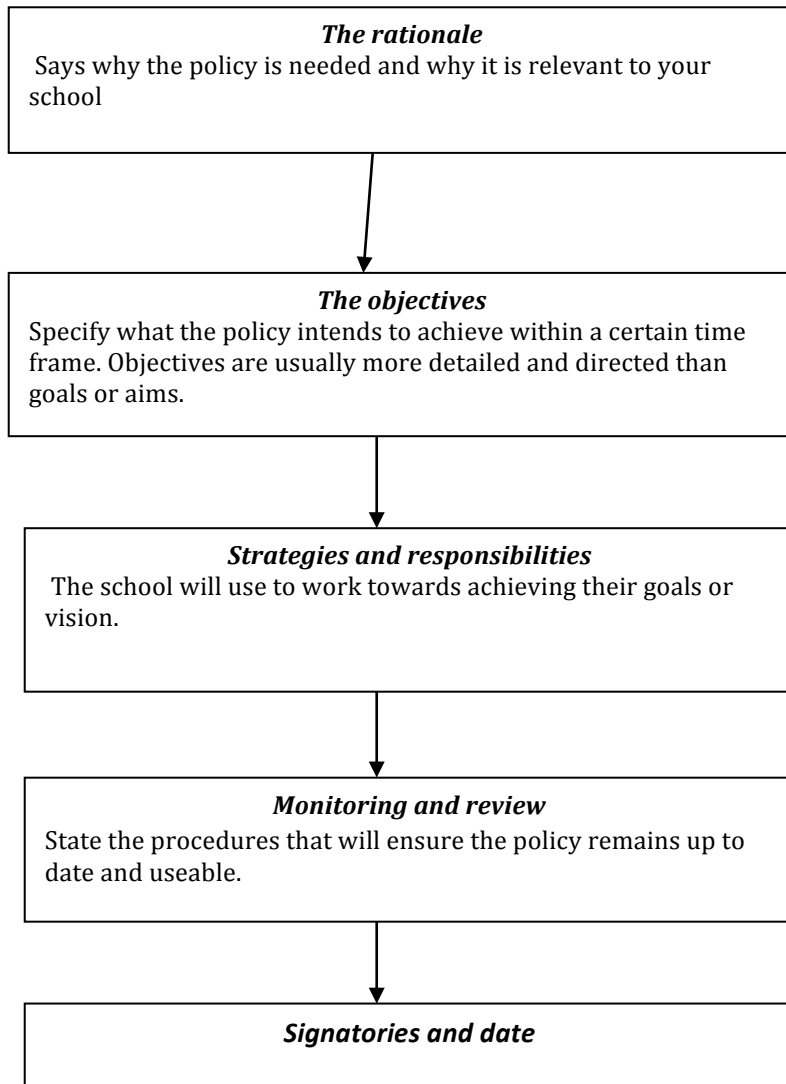 The rationale
Says why the policy is needed and why it is relevant to your
school
The objectives
Specify what the policy intends to achieve within a certain time
frame. Objectives are usually more detailed and directed than
goals or aims.
Strategies and responsibilities
The school will use to work towards achieving their goals or
vision.
Monitoring and review
State the procedures that will ensure the policy remains up to
date and useable.
Signatories and date